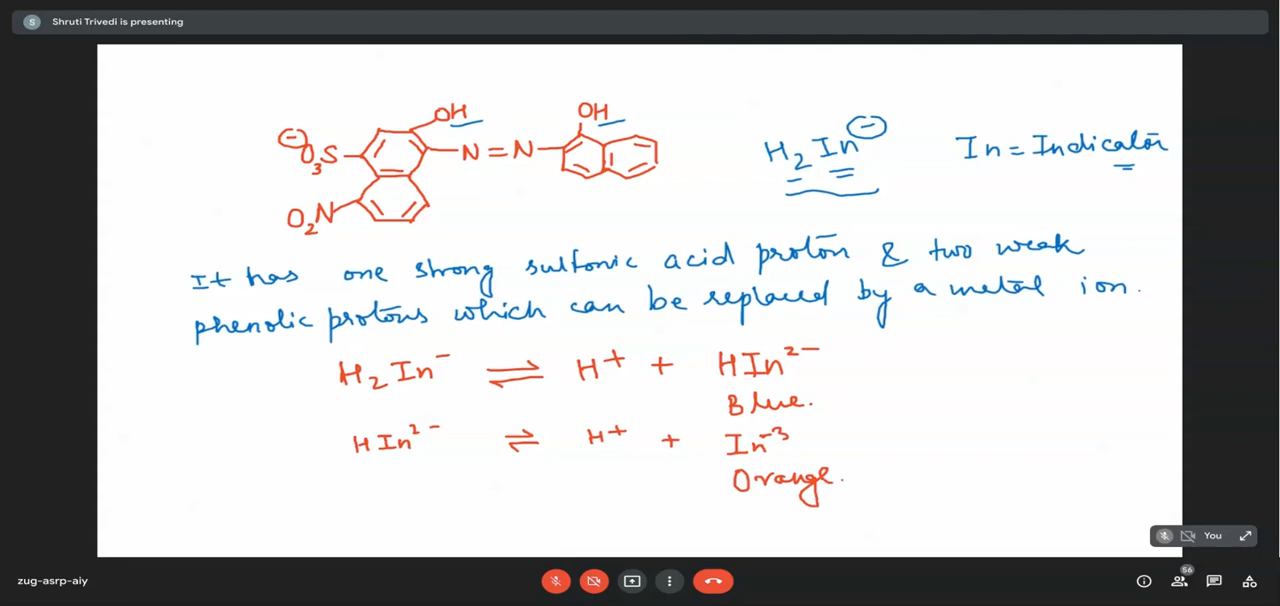 S Shruti Trivedi is presenting
OH OH
⊖O3S N=N H2In⊖ In = Indicator
O2N
It has one strong sulfonic acid proton & two weak
phenolic protons which can be replaced by a metal ion.
H2In⁻ ⇌ H⁺ + HIn²⁻
Blue.
HIn²⁻ ⇌ H⁺ + In⁻³
Orange.
You
zug-asrp-aiy
56